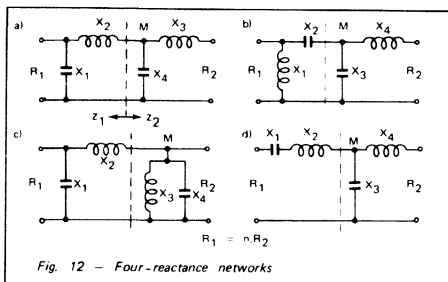 a) X₂ M X₃
R₁ X₁ X₄ R₂
z₁ z₂
b) X₂ M X₄
R₁ X₁ X₃ R₂
c) M
R₁ X₁ X₂ X₃ X₄ R₂
d) X₁ X₂ M X₄
R₁ X₃ R₂
R₁ = n.R₂
Fig. 12 – Four-reactance networks